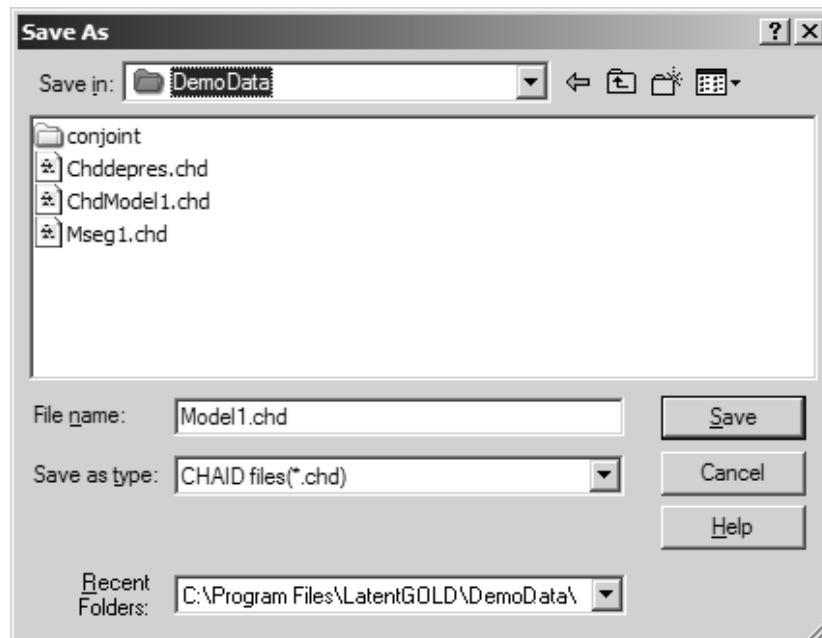 Save As
Save in: DemoData
conjoint
Chddepres.chd
ChdModel1.chd
Mseg1.chd
File name: Model1.chd Save
Save as type: CHAID files(*.chd) Cancel
Help
Recent Folders: C:\Program Files\LatentGOLD\DemoData\